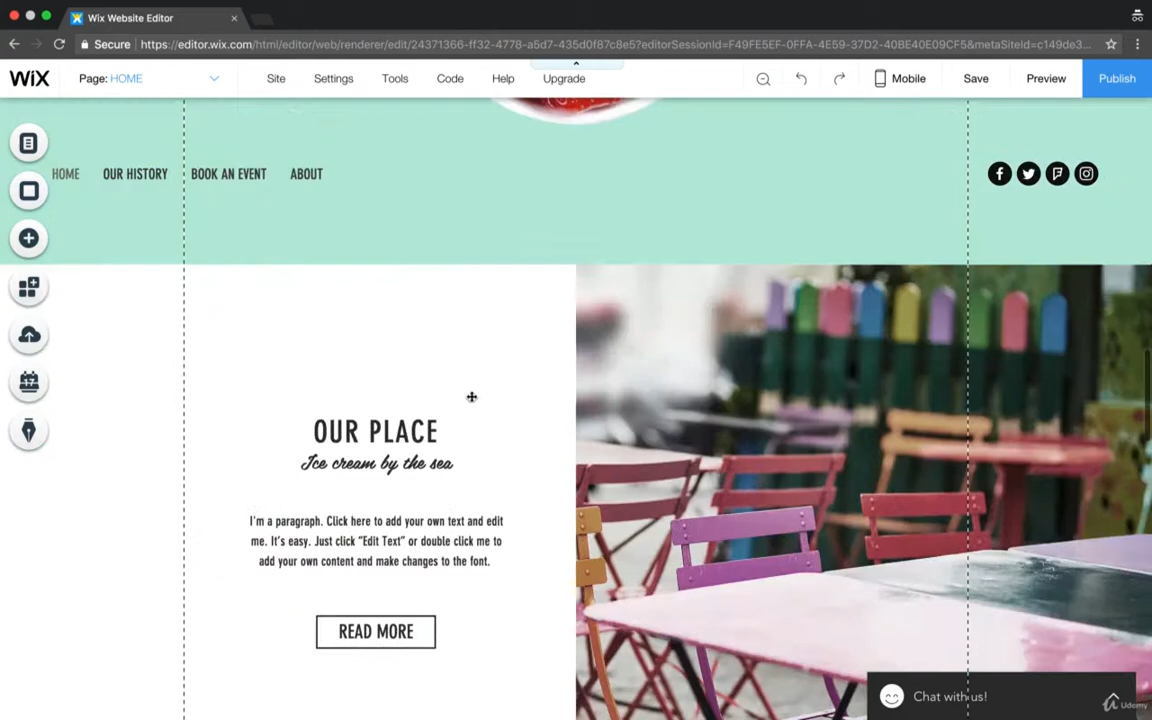 Wix Website Editor
Secure https://editor.wix.com/html/editor/web/renderer/edit/24371366-ff32-4778-a5d7-435d0f87c8e5?editorSessionId=F49FE5EF-0FFA-4E59-37D2-40BE40E09CF5&metaSiteId=c149de3...
WiX Page: HOME Site Settings Tools Code Help Upgrade Mobile Save Preview Publish
HOME OUR HISTORY BOOK AN EVENT ABOUT
17
OUR PLACE
Ice cream by the sea
I'm a paragraph. Click here to add your own text and edit
me. It's easy. Just click "Edit Text" or double click me to
add your own content and make changes to the font.
READ MORE
Chat with us!
Udemy